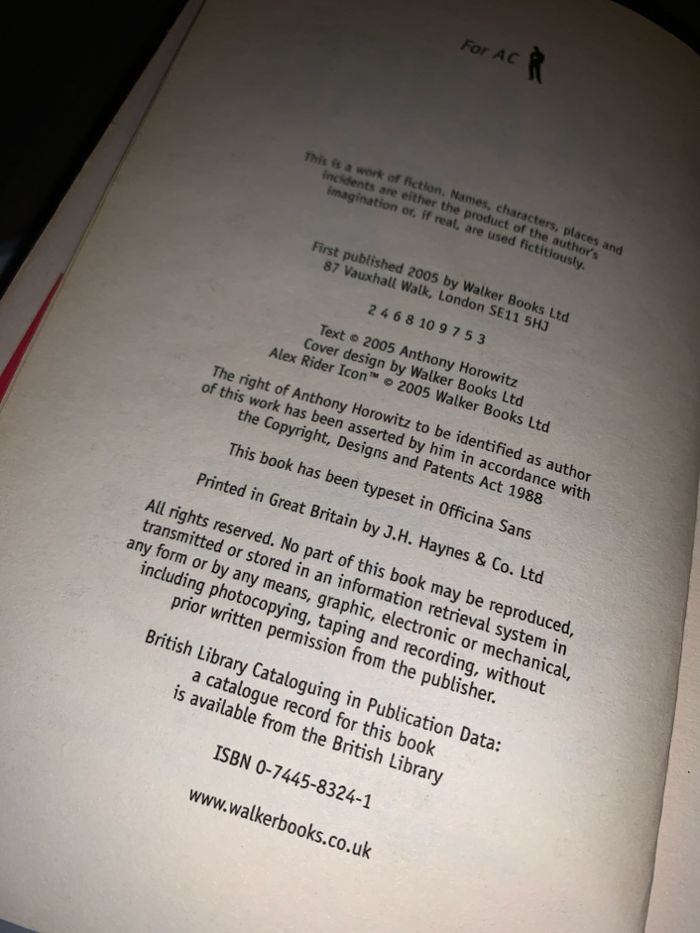 For AC
This is a work of fiction. Names, characters, places and
incidents are either the product of the author's
imagination or, if real, are used fictitiously.
First published 2005 by Walker Books Ltd
87 Vauxhall Walk, London SE11 5HJ
2 4 6 8 10 9 7 5 3
Text © 2005 Anthony Horowitz
Cover design by Walker Books Ltd
Alex Rider Icon™ © 2005 Walker Books Ltd
The right of Anthony Horowitz to be identified as author
of this work has been asserted by him in accordance with
the Copyright, Designs and Patents Act 1988
This book has been typeset in Officina Sans
Printed in Great Britain by J.H. Haynes & Co. Ltd
All rights reserved. No part of this book may be reproduced,
transmitted or stored in an information retrieval system in
any form or by any means, graphic, electronic or mechanical,
including photocopying, taping and recording, without
prior written permission from the publisher.
British Library Cataloguing in Publication Data:
a catalogue record for this book
is available from the British Library
ISBN 0-7445-8324-1
www.walkerbooks.co.uk